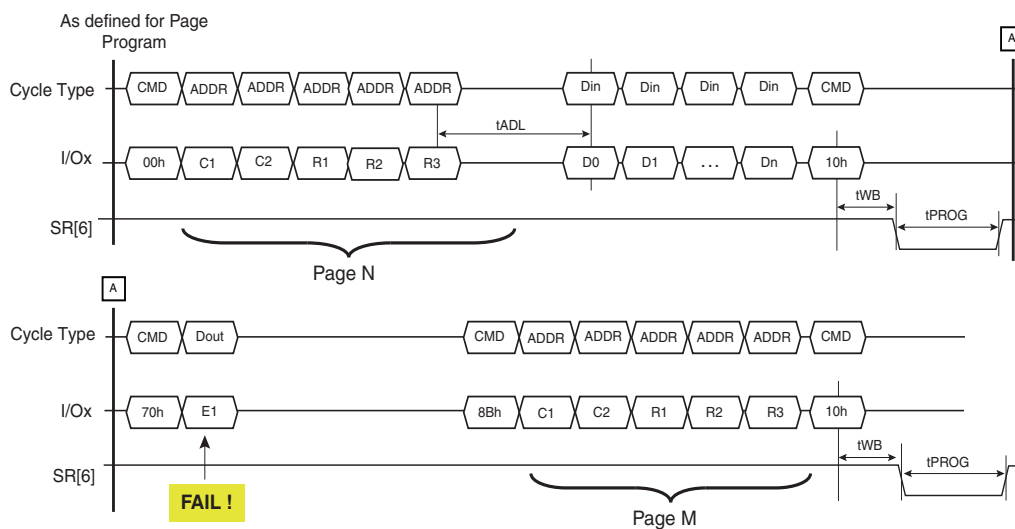 As defined for Page
Program
A
Cycle Type
CMD ADDR ADDR ADDR ADDR ADDR Din Din Din Din CMD
tADL
I/Ox
00h C1 C2 R1 R2 R3 D0 D1 ... Dn 10h
tWB
tPROG
SR[6]
Page N
A
Cycle Type
CMD Dout CMD ADDR ADDR ADDR ADDR ADDR CMD
I/Ox
70h E1 8Bh C1 C2 R1 R2 R3 10h
tWB
tPROG
SR[6]
FAIL !
Page M